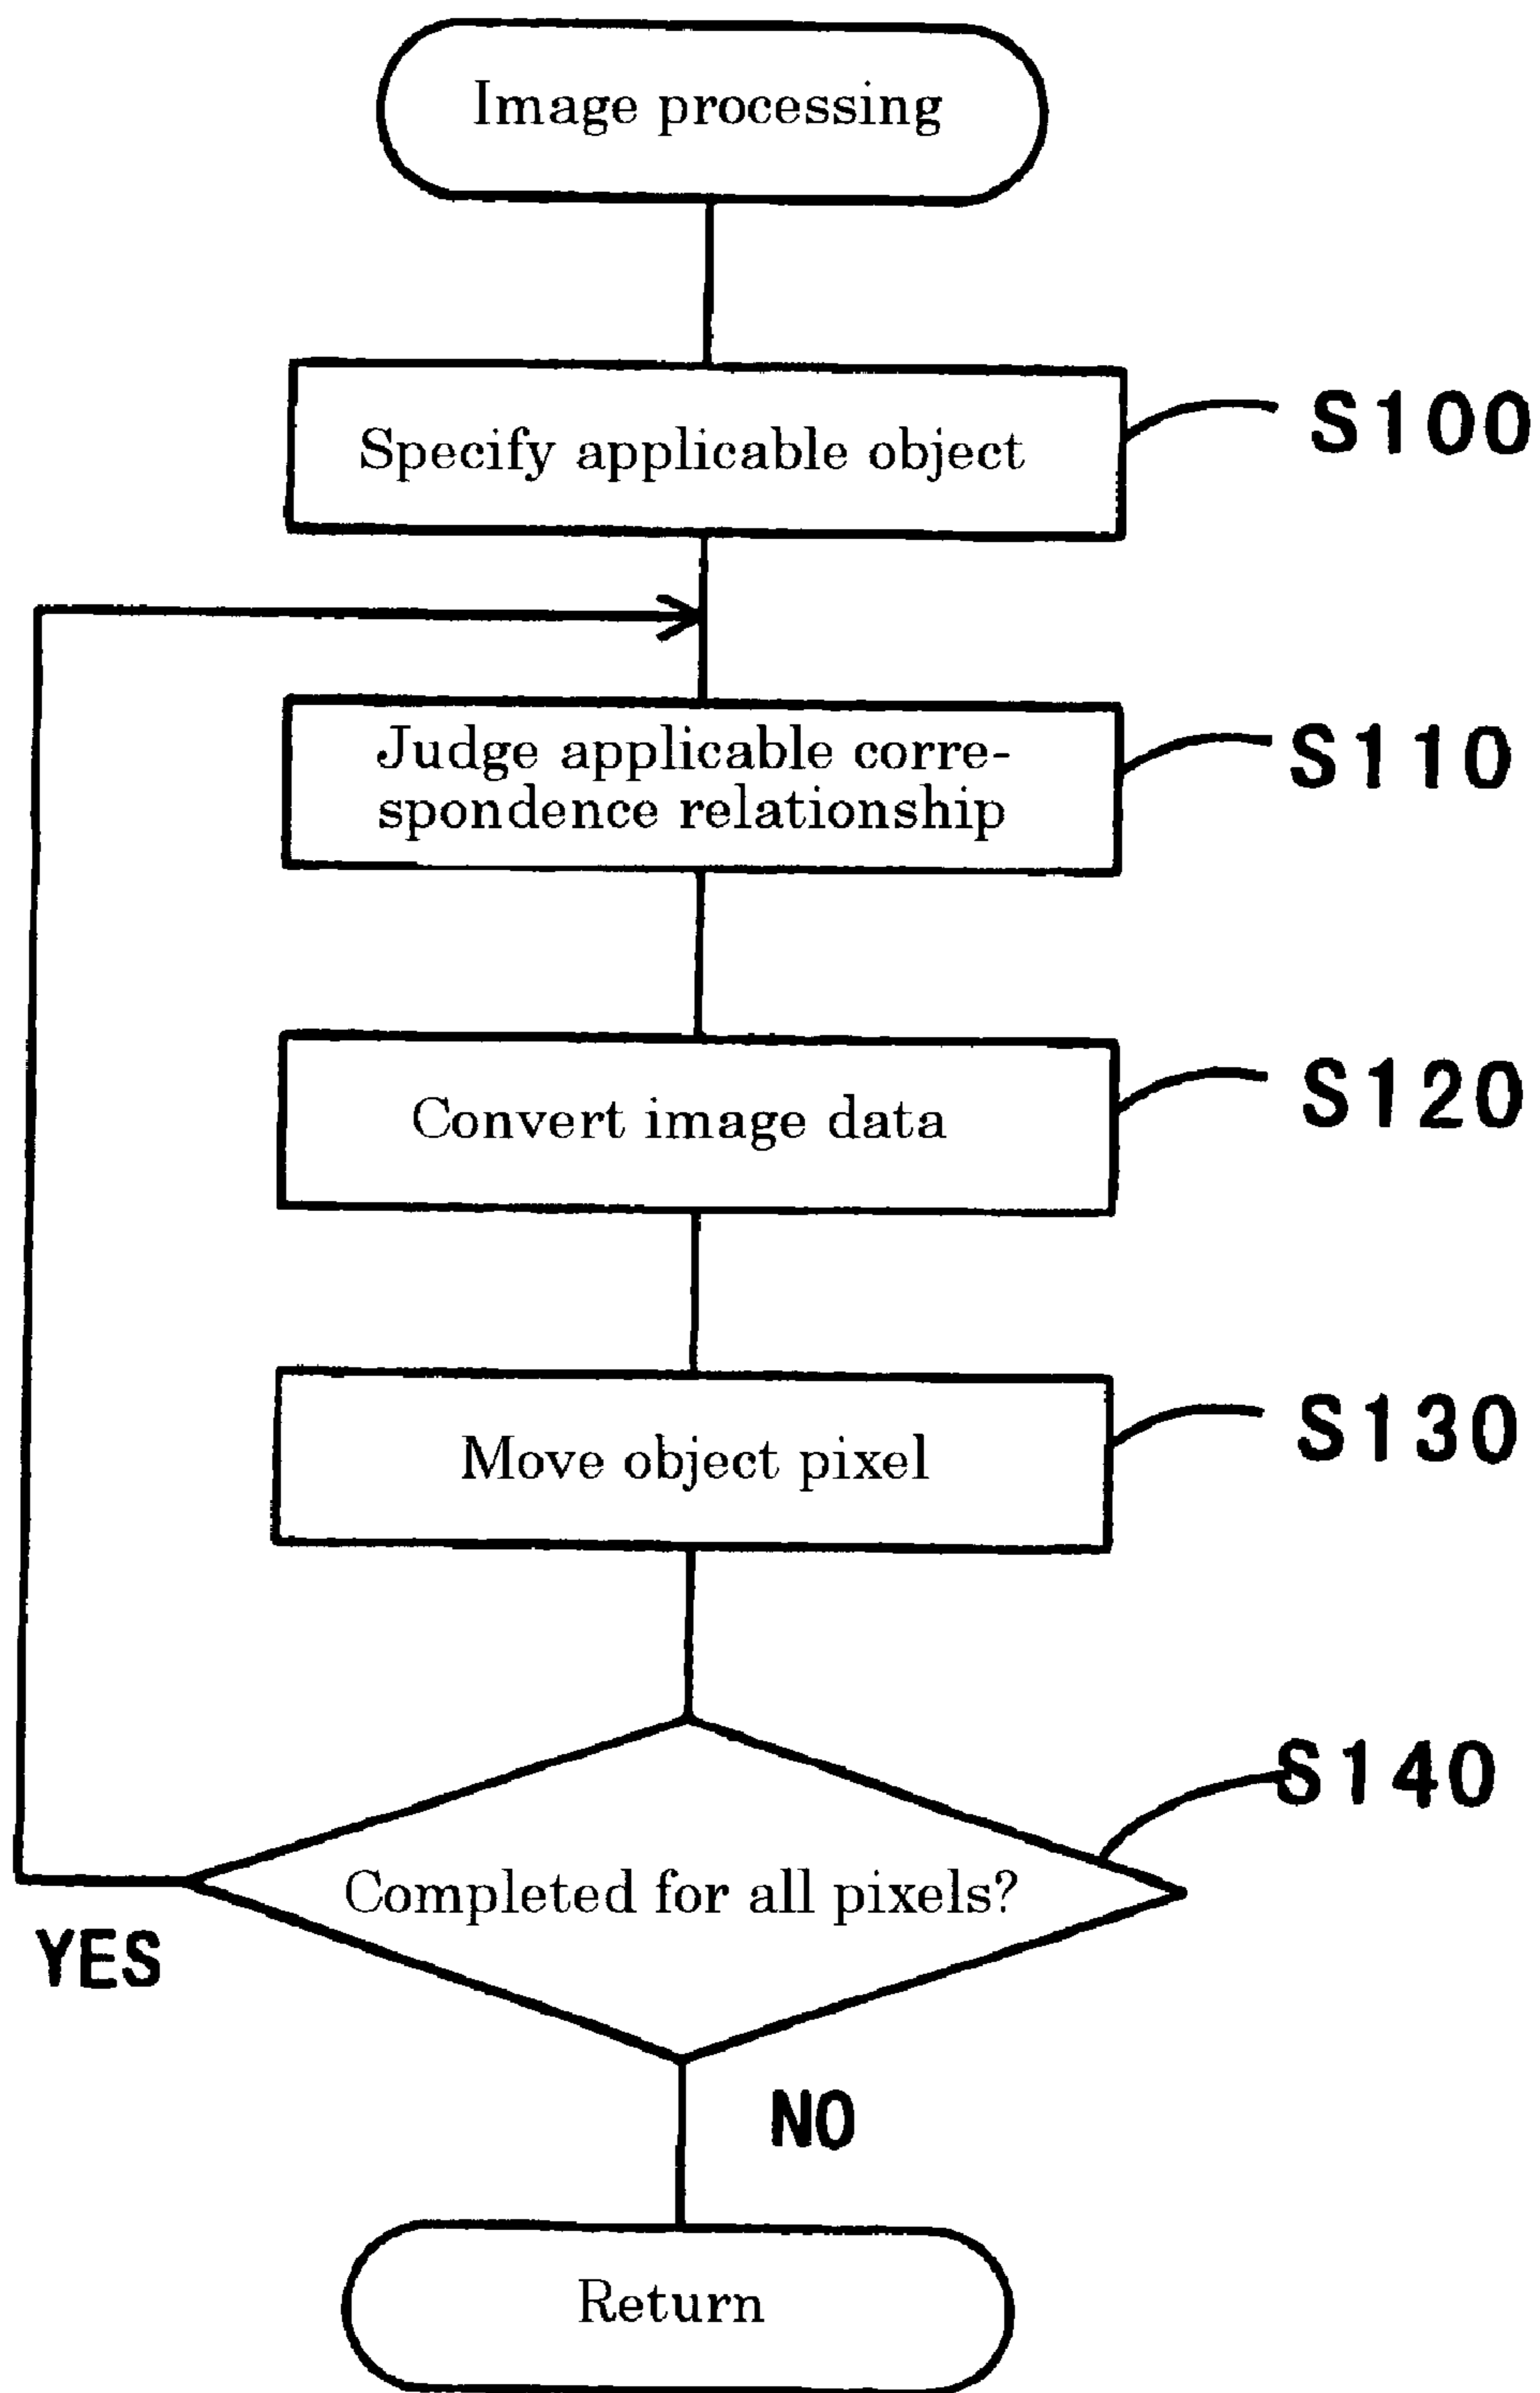 Image processing
Specify applicable object
S100
Judge applicable corre-
spondence relationship
S110
Convert image data
S120
Move object pixel
S130
Completed for all pixels?
S140
YES
NO
Return